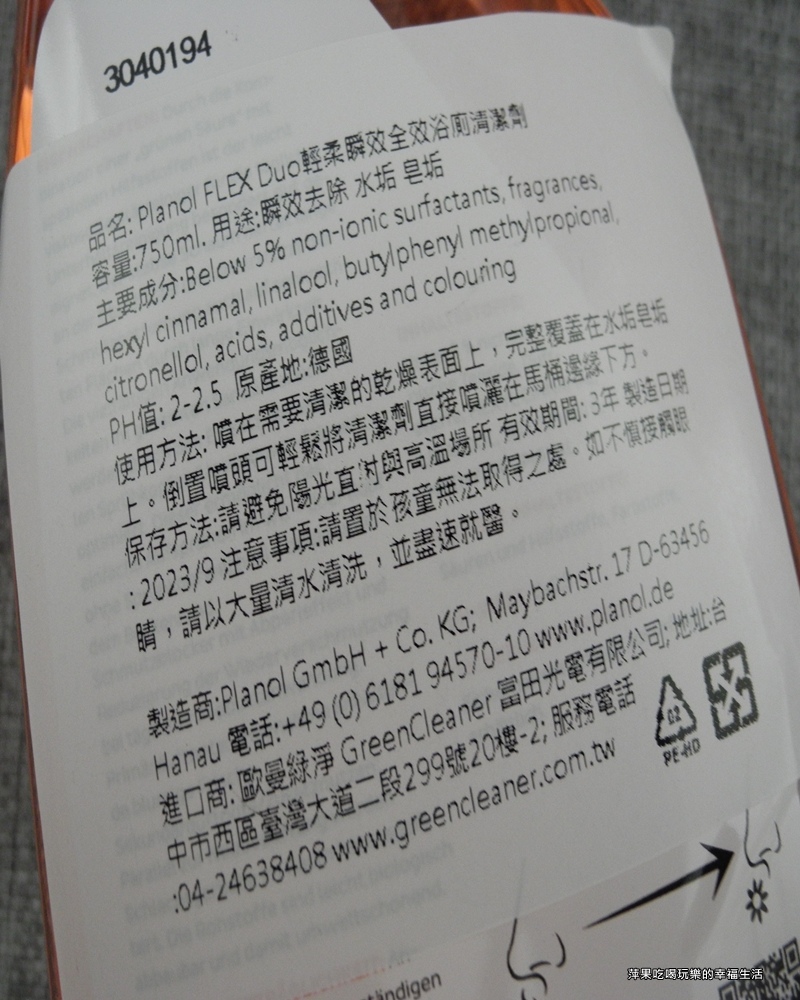 3040194
品名: Planol FLEX Duo輕柔瞬效全效浴廁清潔劑
容量:750ml. 用途:瞬效去除 水垢 皂垢
主要成分:Below 5% non-ionic surfactants, fragrances,
hexyl cinnamal, linalool, butylphenyl methylpropional,
citronellol, acids, additives and colouring
PH值: 2-2.5 原產地:德國
使用方法: 噴在需要清潔的乾燥表面上，完整覆蓋在水垢皂垢
上。倒置噴頭可輕鬆將清潔劑直接噴灑在馬桶邊緣下方。
保存方法:請避免陽光直射與高溫場所 有效期間: 3年 製造日期
: 2023/9 注意事項:請置於孩童無法取得之處。如不慎接觸眼
睛，請以大量清水清洗，並盡速就醫。
製造商:Planol GmbH + Co. KG; Maybachstr. 17 D-63456
Hanau 電話:+49 (0) 6181 94570-10 www.planol.de
進口商: 歐曼綠淨 GreenCleaner 富田光電有限公司; 地址:台
中市西區臺灣大道二段299號20樓-2; 服務電話
:04-24638408 www.greencleaner.com.tw
02
PE-HD
ständigen
萍果吃喝玩樂的幸福生活